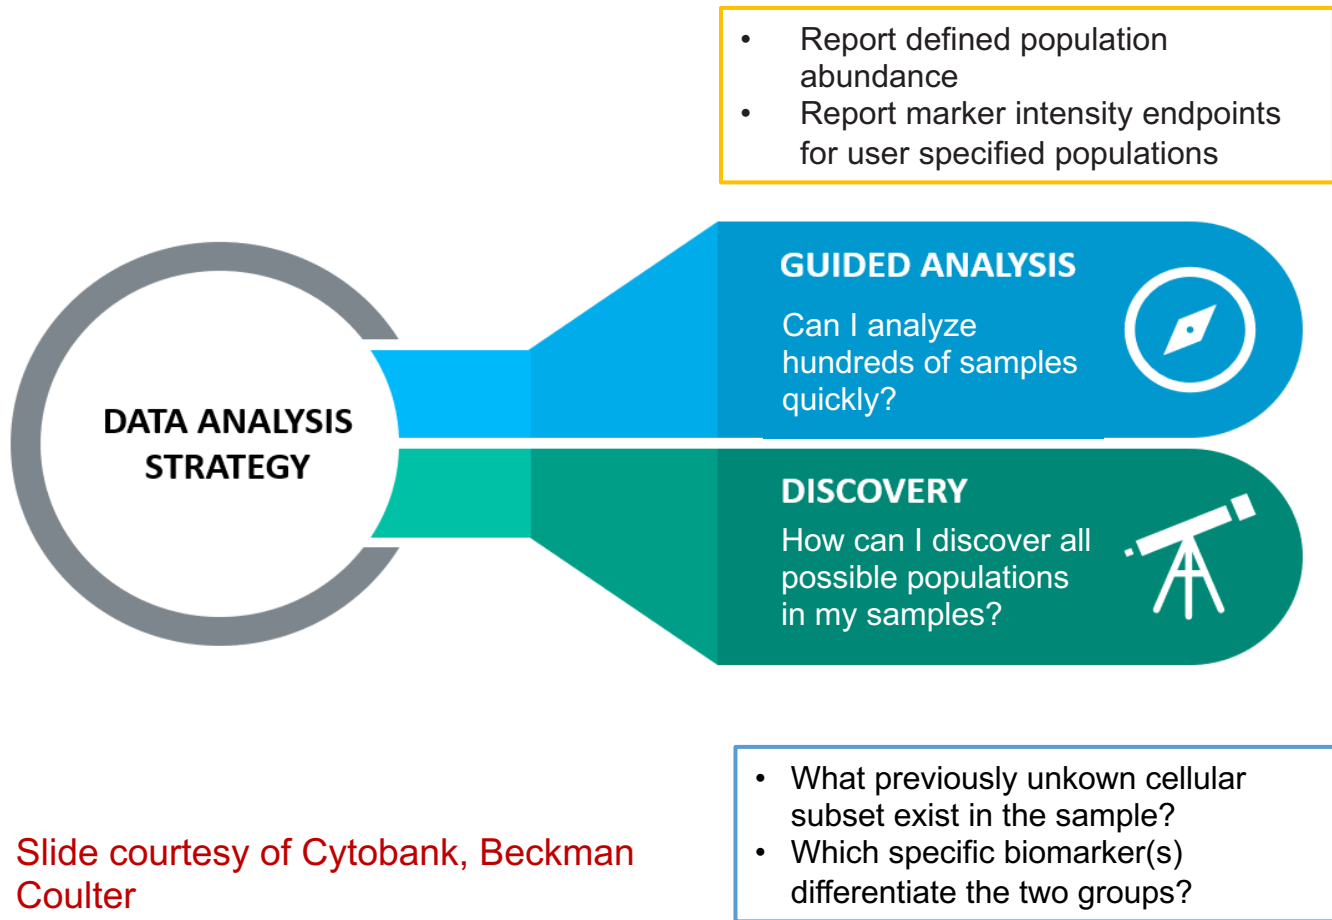 • Report defined population
abundance
• Report marker intensity endpoints
for user specified populations
GUIDED ANALYSIS
Can I analyze
hundreds of samples
quickly?
DATA ANALYSIS
STRATEGY
DISCOVERY
How can I discover all
possible populations
in my samples?
• What previously unkown cellular
subset exist in the sample?
• Which specific biomarker(s)
differentiate the two groups?
Slide courtesy of Cytobank, Beckman
Coulter